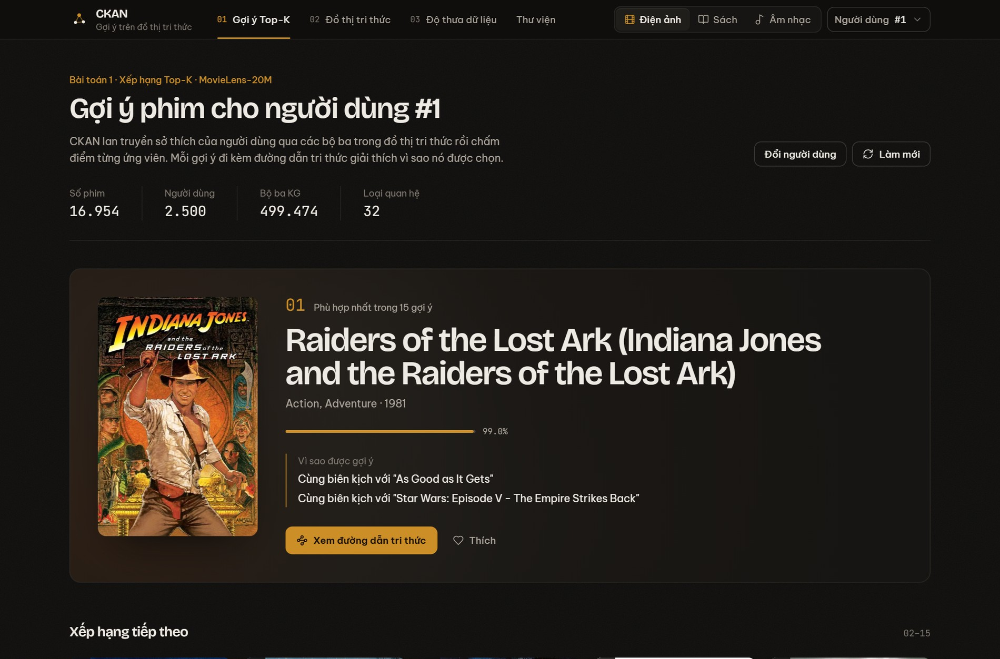 CKAN
Gợi ý trên đồ thị tri thức
01 Gợi ý Top-K
02 Đồ thị tri thức
03 Độ thưa dữ liệu
Thư viện
Điện ảnh
Sách
Âm nhạc
Người dùng #1
Bài toán 1 · Xếp hạng Top-K · MovieLens-20M
Gợi ý phim cho người dùng #1
CKAN lan truyền sở thích của người dùng qua các bộ ba trong đồ thị tri thức rồi chấm
điểm từng ứng viên. Mỗi gợi ý đi kèm đường dẫn tri thức giải thích vì sao nó được chọn.
Đổi người dùng
Làm mới
Số phim
16.954
Người dùng
2.500
Bộ ba KG
499.474
Loại quan hệ
32
INDIANA JONES
and the
RAIDERS of the
LOST ARK
AMSEL
01 Phù hợp nhất trong 15 gợi ý
Raiders of the Lost Ark (Indiana Jones
and the Raiders of the Lost Ark)
Action, Adventure · 1981
99.0%
Vì sao được gợi ý
Cùng biên kịch với "As Good as It Gets"
Cùng biên kịch với "Star Wars: Episode V - The Empire Strikes Back"
Xem đường dẫn tri thức
Thích
Xếp hạng tiếp theo
02–15